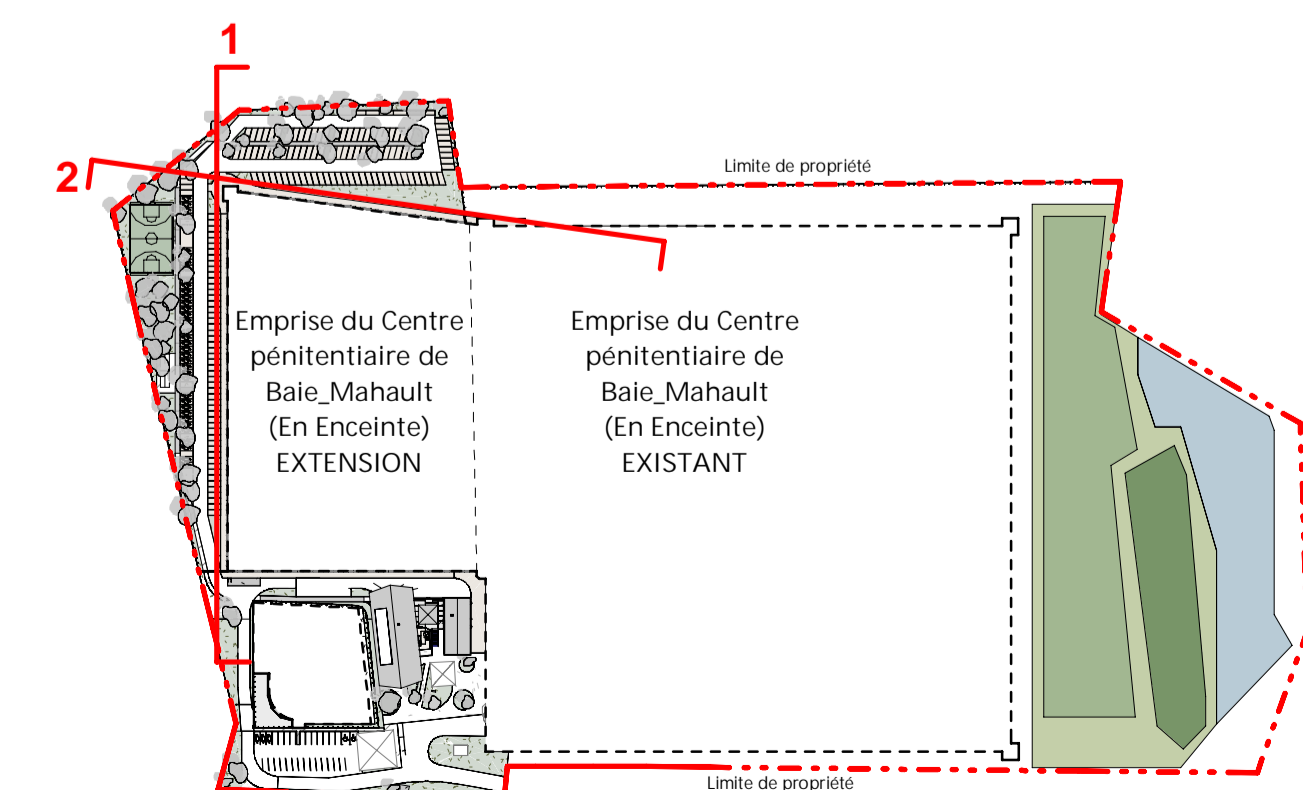 1
2
Limite de propriété
Emprise du Centre
pénitentiaire de
Baie_Mahault
(En Enceinte)
EXTENSION
Emprise du Centre
pénitentiaire de
Baie_Mahault
(En Enceinte)
EXISTANT
Limite de propriété